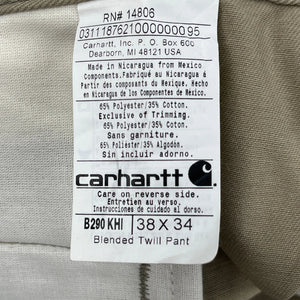 RN# 14806
0311187621000000095
Carhartt, Inc. P.O. Box 600
Dearborn, MI 48121 USA
Made in Nicaragua from Mexico
Components. Fabrique au Nicaragua á
Partir des composants du Mexique. Hecho
en Nicaragua de los Componentes de Mexico.
65% Polyester/35% Cotton.
Exclusive of Trimming.
65% Polyester/35% Coton.
Sans garniture.
65% Poliéster/35% Algodón.
Sin incluir adorno.
carhartt
Care on reverse side.
Entretien au verso.
Instrucciones de cuidado al dorso.
B290 KHI 38 X 34
Blended Twill Pant